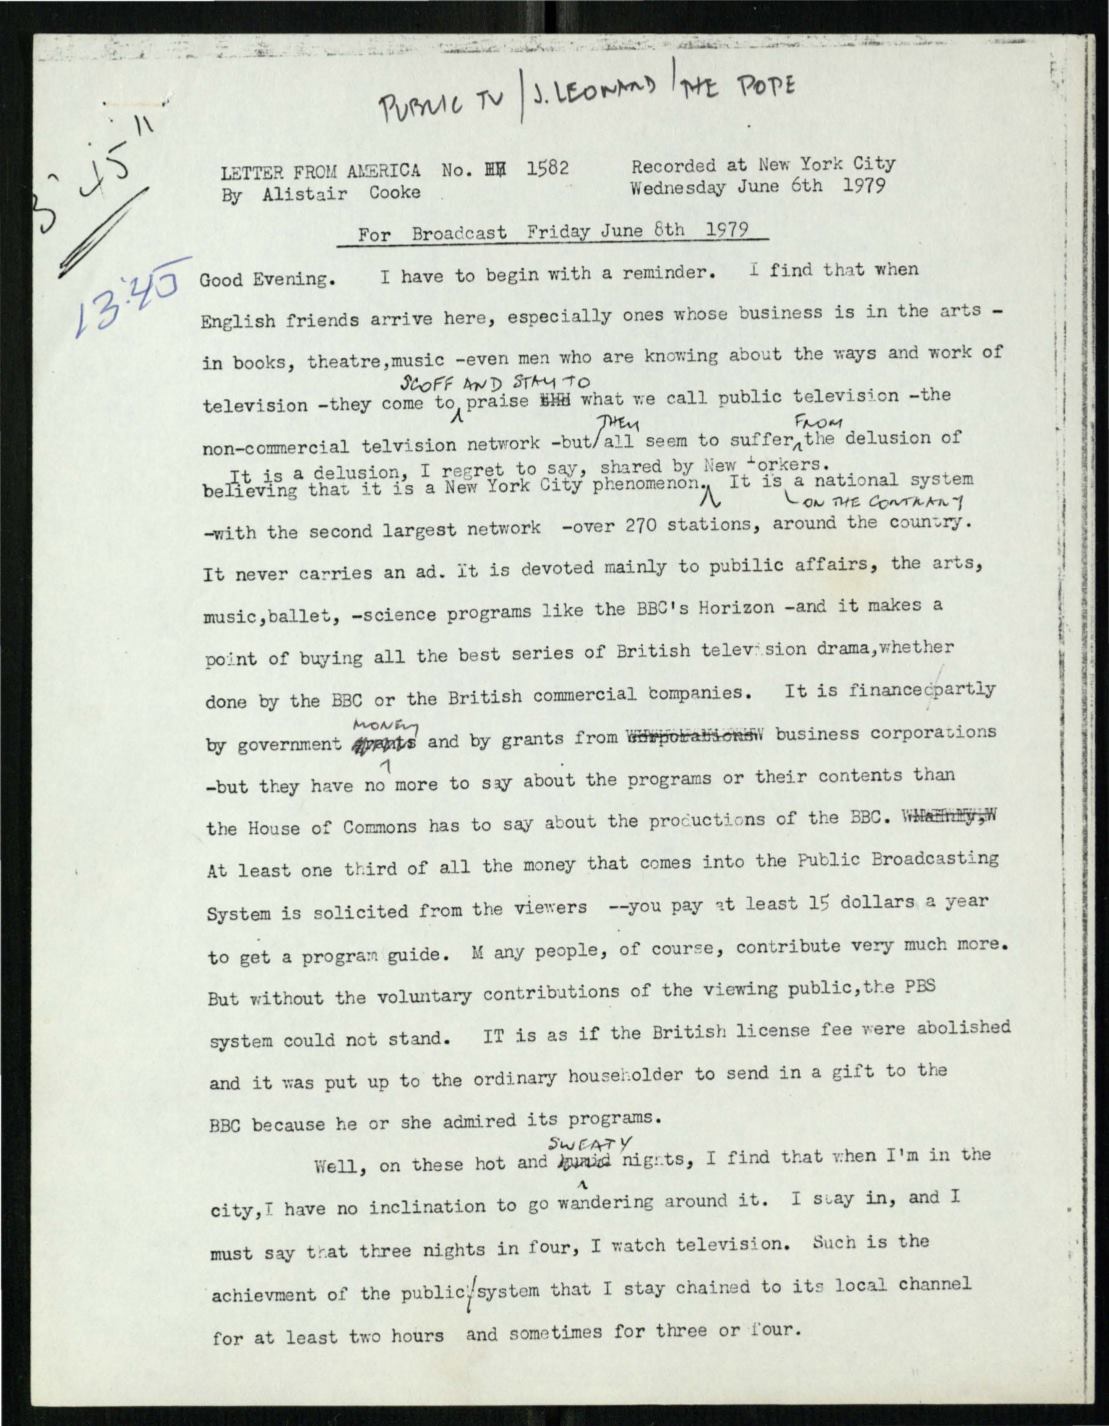 PUBLIC TV / J. LEONARD / THE POPE
3' 45"
13:45
LETTER FROM AMERICA No. 1582 Recorded at New York City
By Alistair Cooke Wednesday June 6th 1979
For Broadcast Friday June 8th 1979
Good Evening. I have to begin with a reminder. I find that when
English friends arrive here, especially ones whose business is in the arts -
in books, theatre,music -even men who are knowing about the ways and work of
SCOFF AND STAY TO
television -they come to praise what we call public television -the
THEY FROM
non-commercial telvision network -but/all seem to suffer the delusion of
It is a delusion, I regret to say, shared by New Yorkers.
believing that it is a New York City phenomenon. It is a national system
ON THE CONTRARY
-with the second largest network -over 270 stations, around the country.
It never carries an ad. It is devoted mainly to pubilic affairs, the arts,
music,ballet, -science programs like the BBC's Horizon -and it makes a
point of buying all the best series of British television drama,whether
done by the BBC or the British commercial companies. It is financed/partly
MONEY
by government grants and by grants from corporations business corporations
-but they have no more to say about the programs or their contents than
the House of Commons has to say about the productions of the BBC.
At least one third of all the money that comes into the Public Broadcasting
System is solicited from the viewers --you pay at least 15 dollars a year
to get a program guide. M any people, of course, contribute very much more.
But without the voluntary contributions of the viewing public,the PBS
system could not stand. IT is as if the British license fee were abolished
and it was put up to the ordinary householder to send in a gift to the
BBC because he or she admired its programs.
SWEATY
Well, on these hot and humid nights, I find that when I'm in the
city,I have no inclination to go wandering around it. I stay in, and I
must say that three nights in four, I watch television. Such is the
achievment of the public/system that I stay chained to its local channel
for at least two hours and sometimes for three or four.